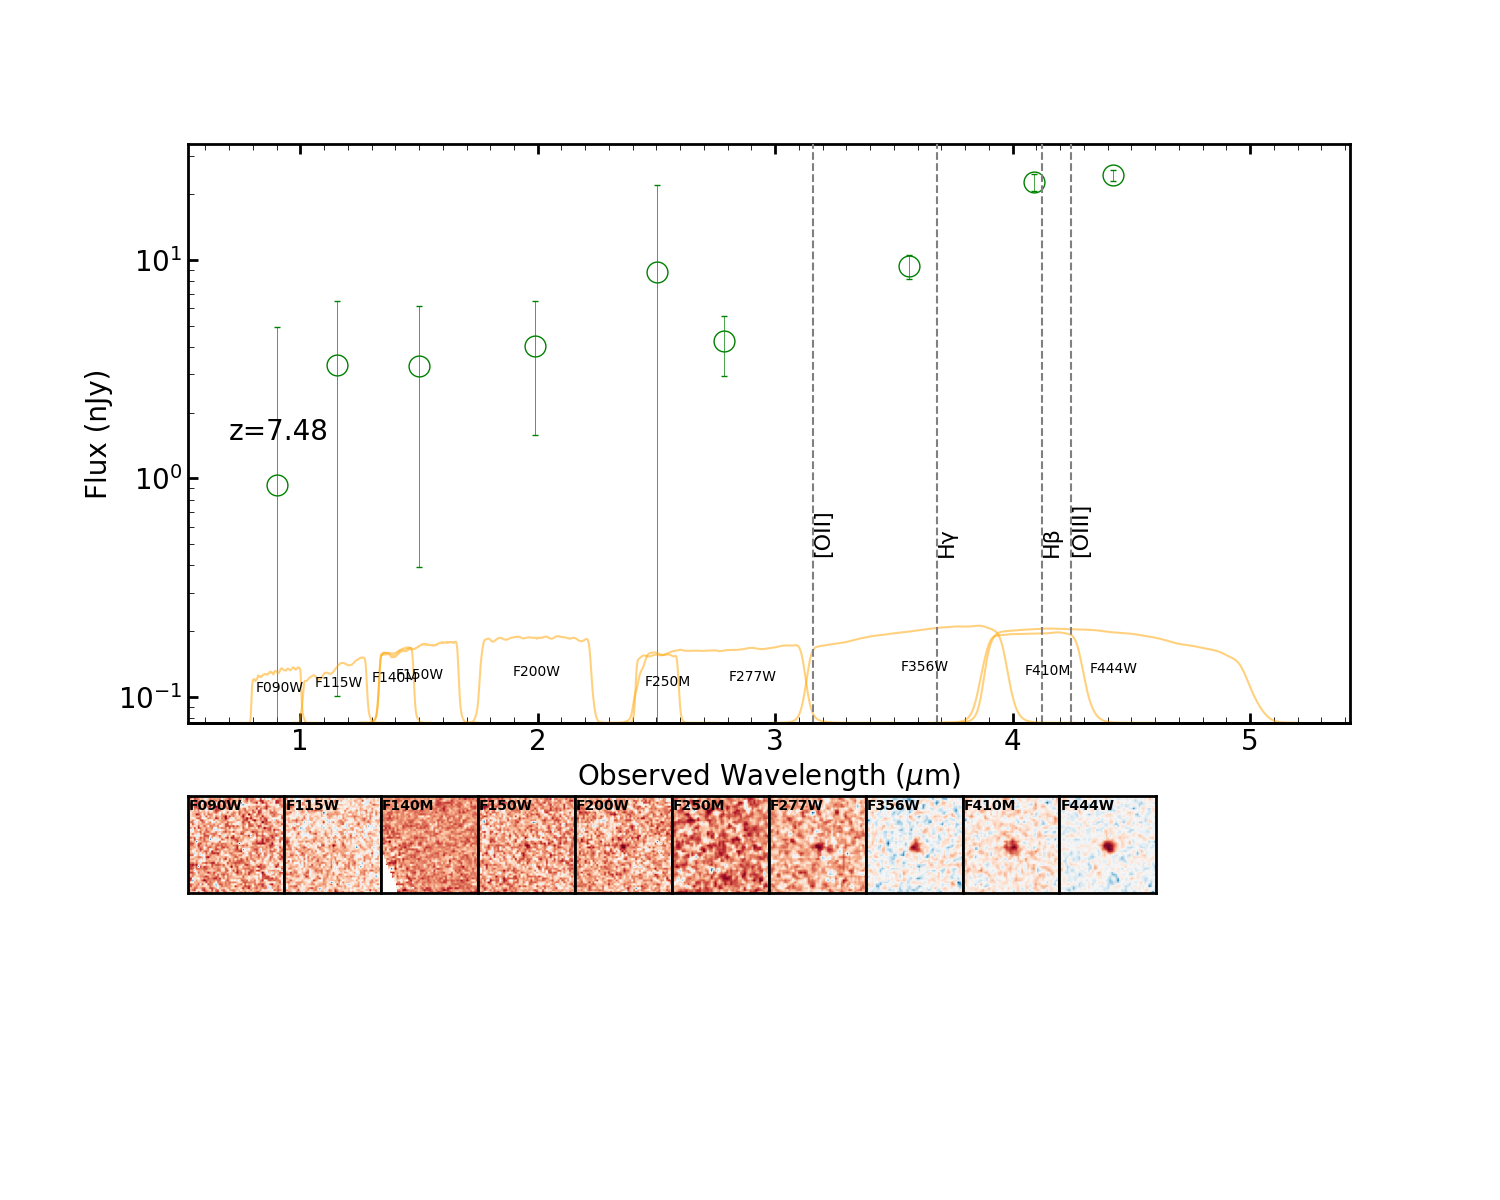 Flux (nJy)
10¹
10⁰
10⁻¹
z=7.48
[OII]
Hγ
Hβ
[OIII]
F090W
F115W
F140M
F150W
F200W
F250M
F277W
F356W
F410M
F444W
1
2
3
4
5
Observed Wavelength (μm)
F090W F115W F140M F150W F200W F250M F277W F356W F410M F444W